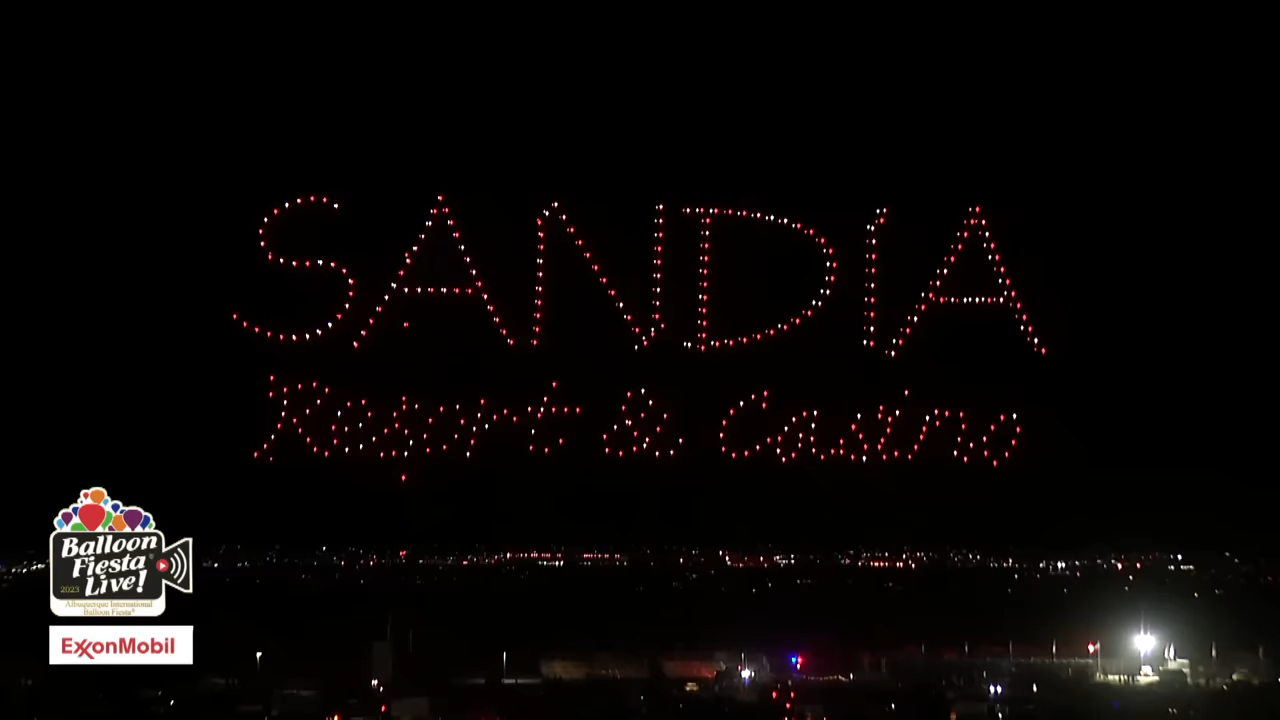 SANDIA
Resort & Casino
Balloon
Fiesta
Live!
2023
Albuquerque International
Balloon Fiesta®
ExxonMobil